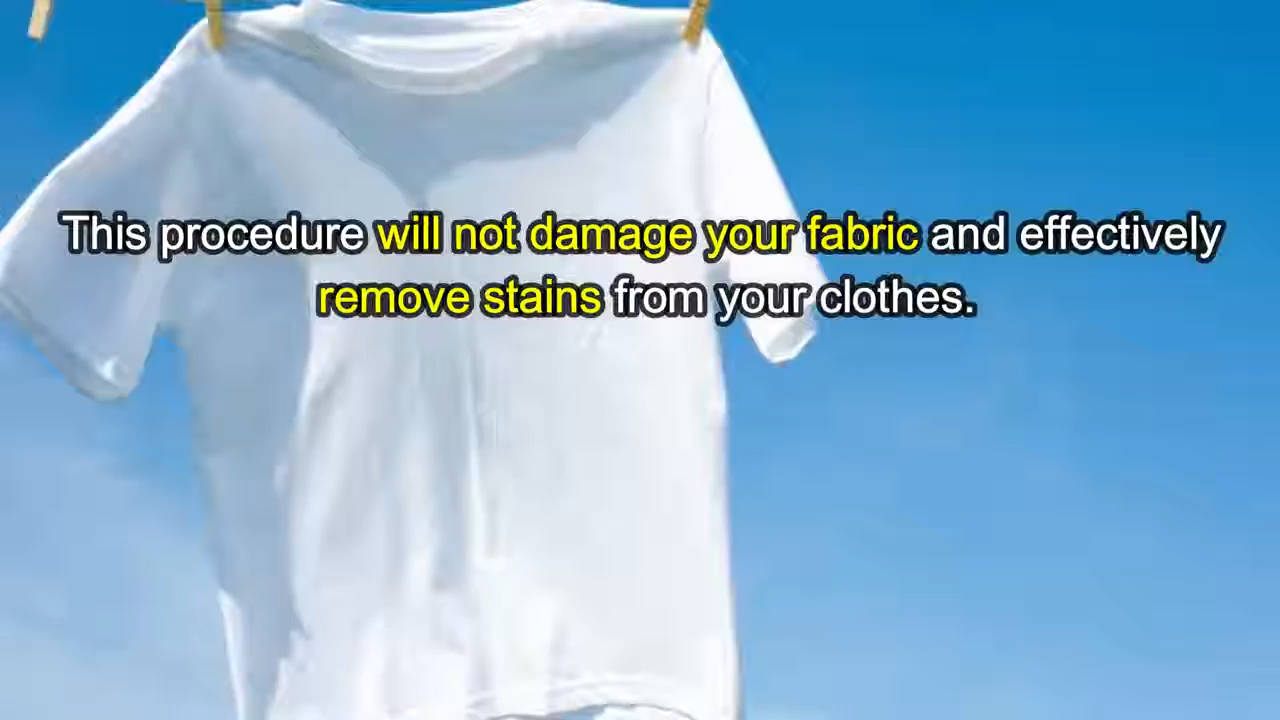 This procedure will not damage your fabric and effectively
remove stains from your clothes.